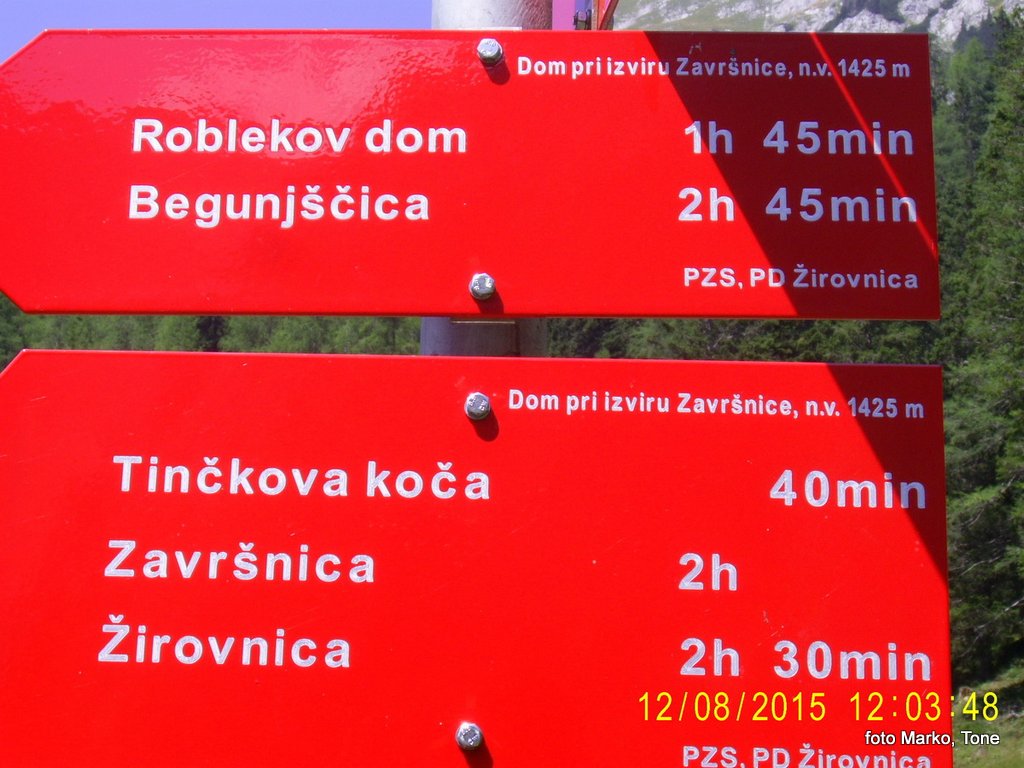 Dom pri izviru Završnice, n.v. 1425 m
Roblekov dom 1h 45min
Begunjščica 2h 45min
PZS, PD Žirovnica
Dom pri izviru Završnice, n.v. 1425 m
Tinčkova koča 40min
Završnica 2h
Žirovnica 2h 30min
12/08/2015 12:03:48
foto Marko, Tone
PZS, PD Žirovnica